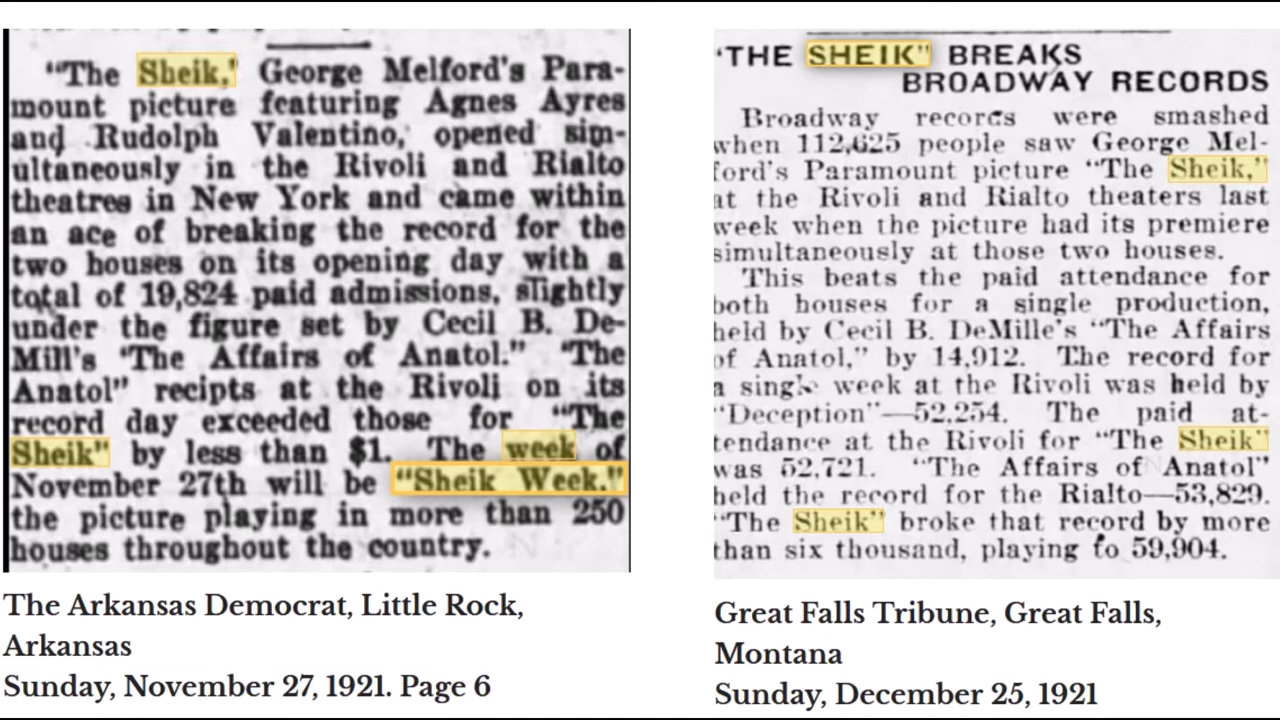 “The Sheik,” George Melford’s Para-
mount picture featuring Agnes Ayres
and Rudolph Valentino, opened sim-
ultaneously in the Rivoli and Rialto
theatres in New York and came within
an ace of breaking the record for the
two houses on its opening day with a
total of 19,824 paid admissions, slightly
under the figure set by Cecil B. De-
Mill’s ‘The Affairs of Anatol.” ‘The
Anatol” recipts at the Rivoli on its
record day exceeded those for “The
Sheik” by less than $1. The week of
November 27th will be “Sheik Week.”
the picture playing in more than 250
houses throughout the country.
The Arkansas Democrat, Little Rock,
Arkansas
Sunday, November 27, 1921. Page 6
‘THE SHEIK” BREAKS
BROADWAY RECORDS
Broadway records were smashed
when 112,625 people saw George Mel-
ford’s Paramount picture “The Sheik,”
at the Rivoli and Rialto theaters last
week when the picture had its premiere
simultaneously at those two houses.
This beats the paid attendance for
both houses for a single production,
held by Cecil B. DeMille’s “The Affairs
of Anatol,” by 14,912. The record for
a single week at the Rivoli was held by
“Deception”—52,254. The paid at-
tendance at the Rivoli for “The Sheik”
was 52,721. “The Affairs of Anatol”
held the record for the Rialto—53,829.
“The Sheik” broke that record by more
than six thousand, playing to 59,904.
Great Falls Tribune, Great Falls,
Montana
Sunday, December 25, 1921